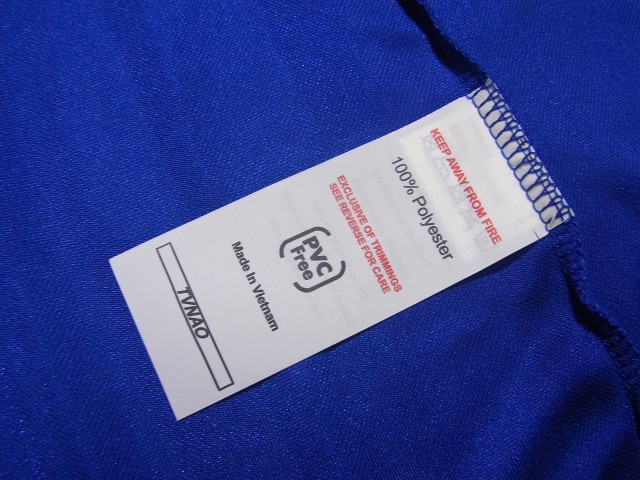 KEEP AWAY FROM FIRE
100% Polyester
EXCLUSIVE OF TRIMMINGS
SEE REVERSE FOR CARE
PVC
Free
Made In Vietnam
TVNAO